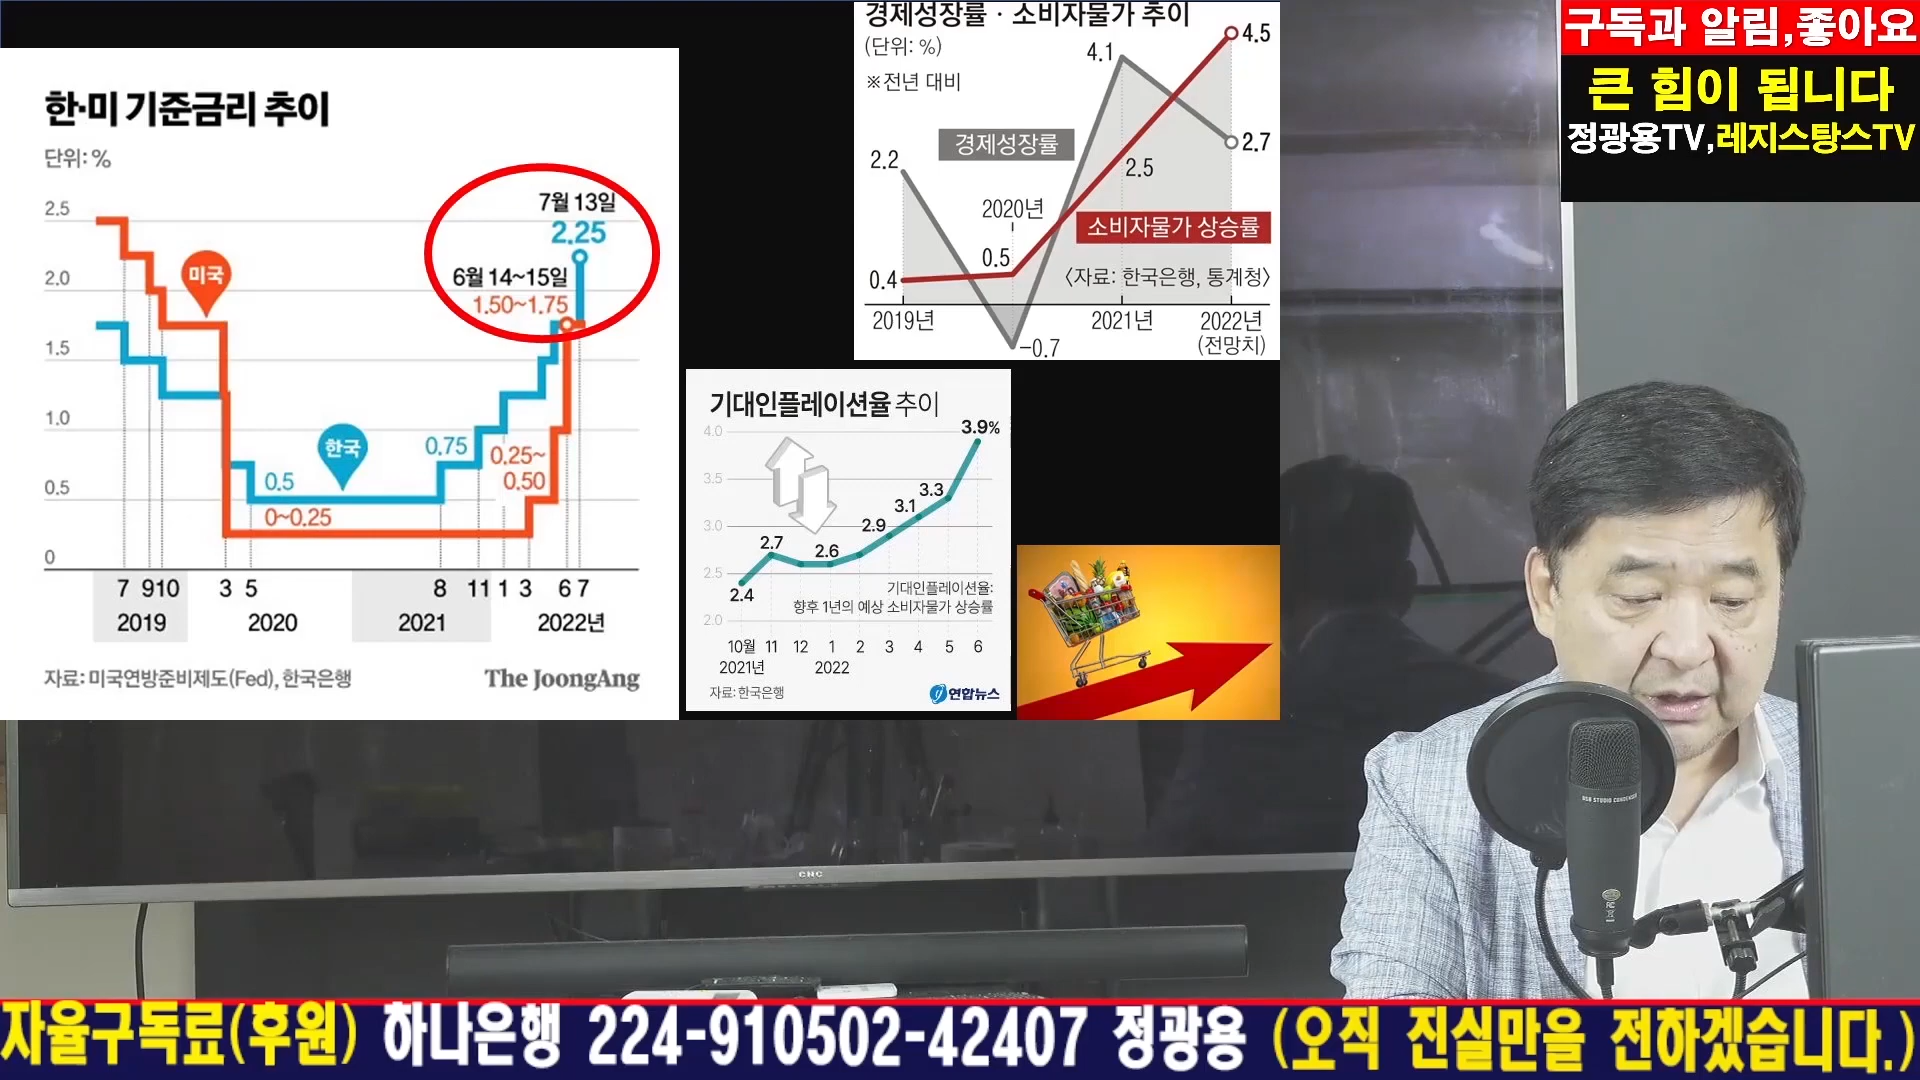 한·미 기준금리 추이
단위: %
7월 13일
2.25
6월 14~15일
1.50~1.75
2.5
2.0
1.5
1.0
0.5
0
미국
한국
0.5
0~0.25
0.75
0.25~
0.50
7 9 10 3 5 8 11 1 3 6 7
2019 2020 2021 2022년
자료: 미국연방준비제도(Fed), 한국은행
The JoongAng
경제성장률 · 소비자물가 추이
(단위: %)
※전년 대비
4.1
4.5
경제성장률
2.7
2.2
2.5
2020년
소비자물가 상승률
0.5
0.4
〈자료: 한국은행, 통계청〉
2019년 2021년 2022년
-0.7
(전망치)
기대인플레이션율 추이
4.0
3.5
3.0
2.5
2.0
3.9%
3.3
3.1
2.9
2.7
2.6
2.4
기대인플레이션율:
향후 1년의 예상 소비자물가 상승률
10월 11 12 1 2 3 4 5 6
2021년 2022
자료: 한국은행
연합뉴스
구독과 알림,좋아요
큰 힘이 됩니다
정광용TV,레지스탕스TV
CNC
USB STUDIO CONDENSER
자율구독료(후원) 하나은행 224-910502-42407 정광용 (오직 진실만을 전하겠습니다.)